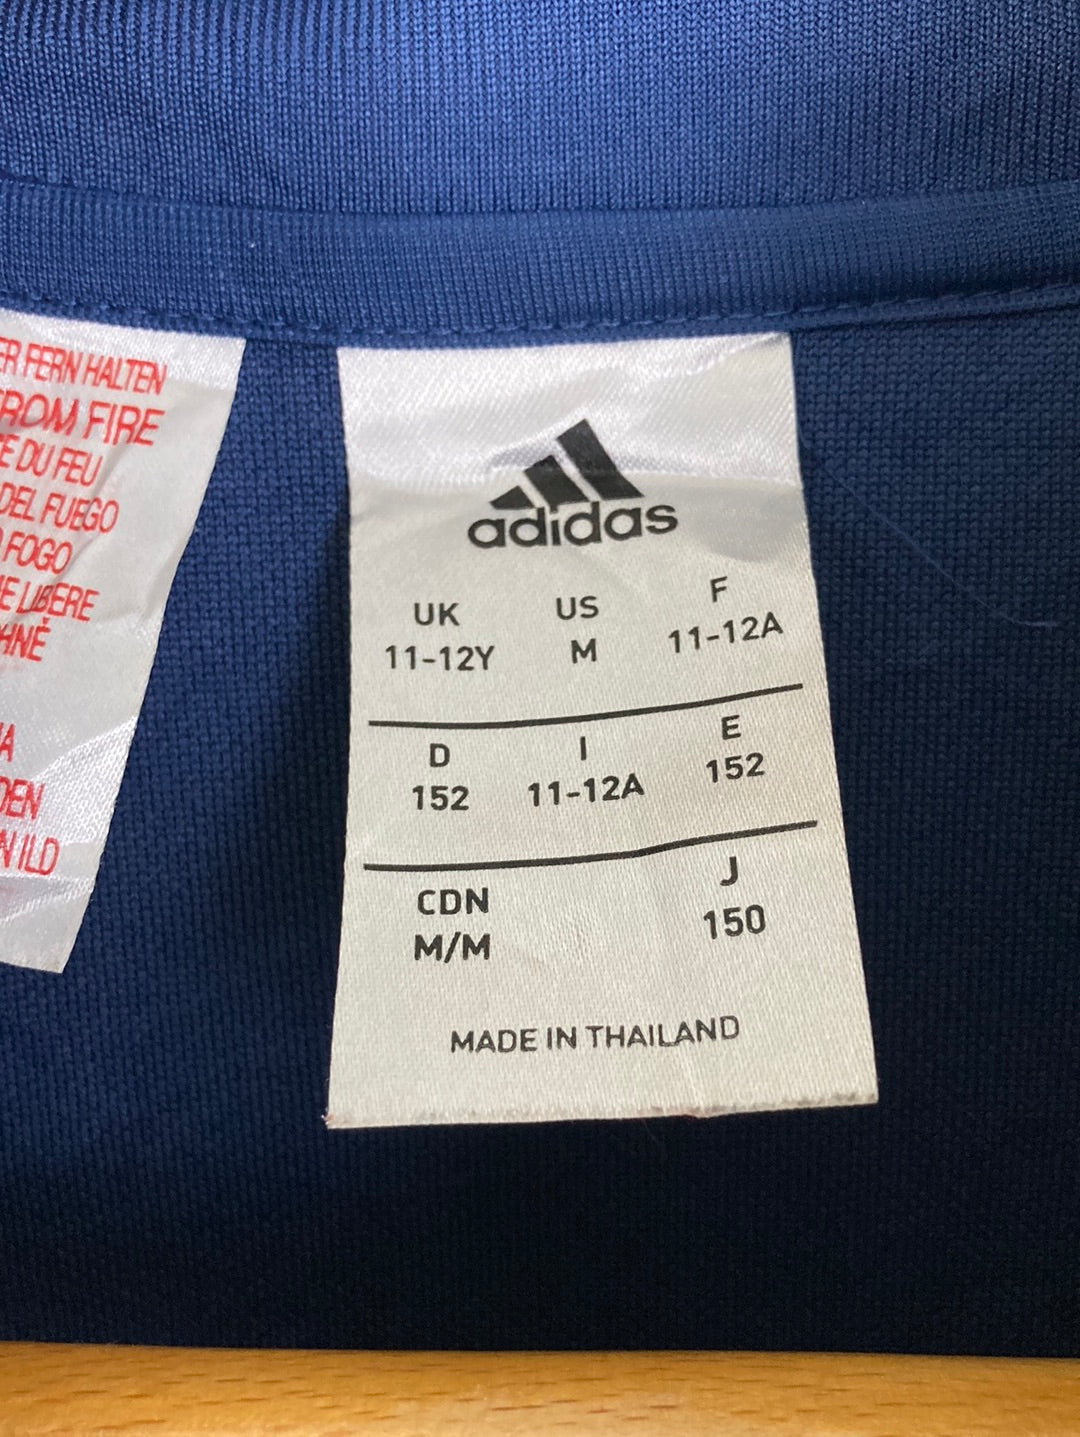 FERN HALTEN
FROM FIRE
DU FEU
DEL FUEGO
FOGO
LIBERE
adidas
UK US F
11-12Y M 11-12A
D I E
152 11-12A 152
CDN J
M/M 150
MADE IN THAILAND